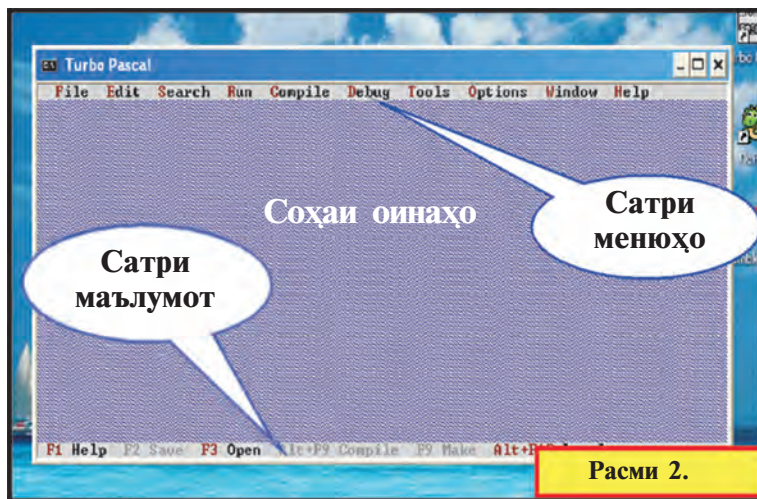 Turbo Pascal
File Edit Search Run Compile Debug Tools Options Window Help
Соҳаи оинаҳо
Сатри
менюҳо
Сатри
маълумот
F1 Help F2 Save F3 Open Alt+F9 Compile F9 Make
Расми 2.